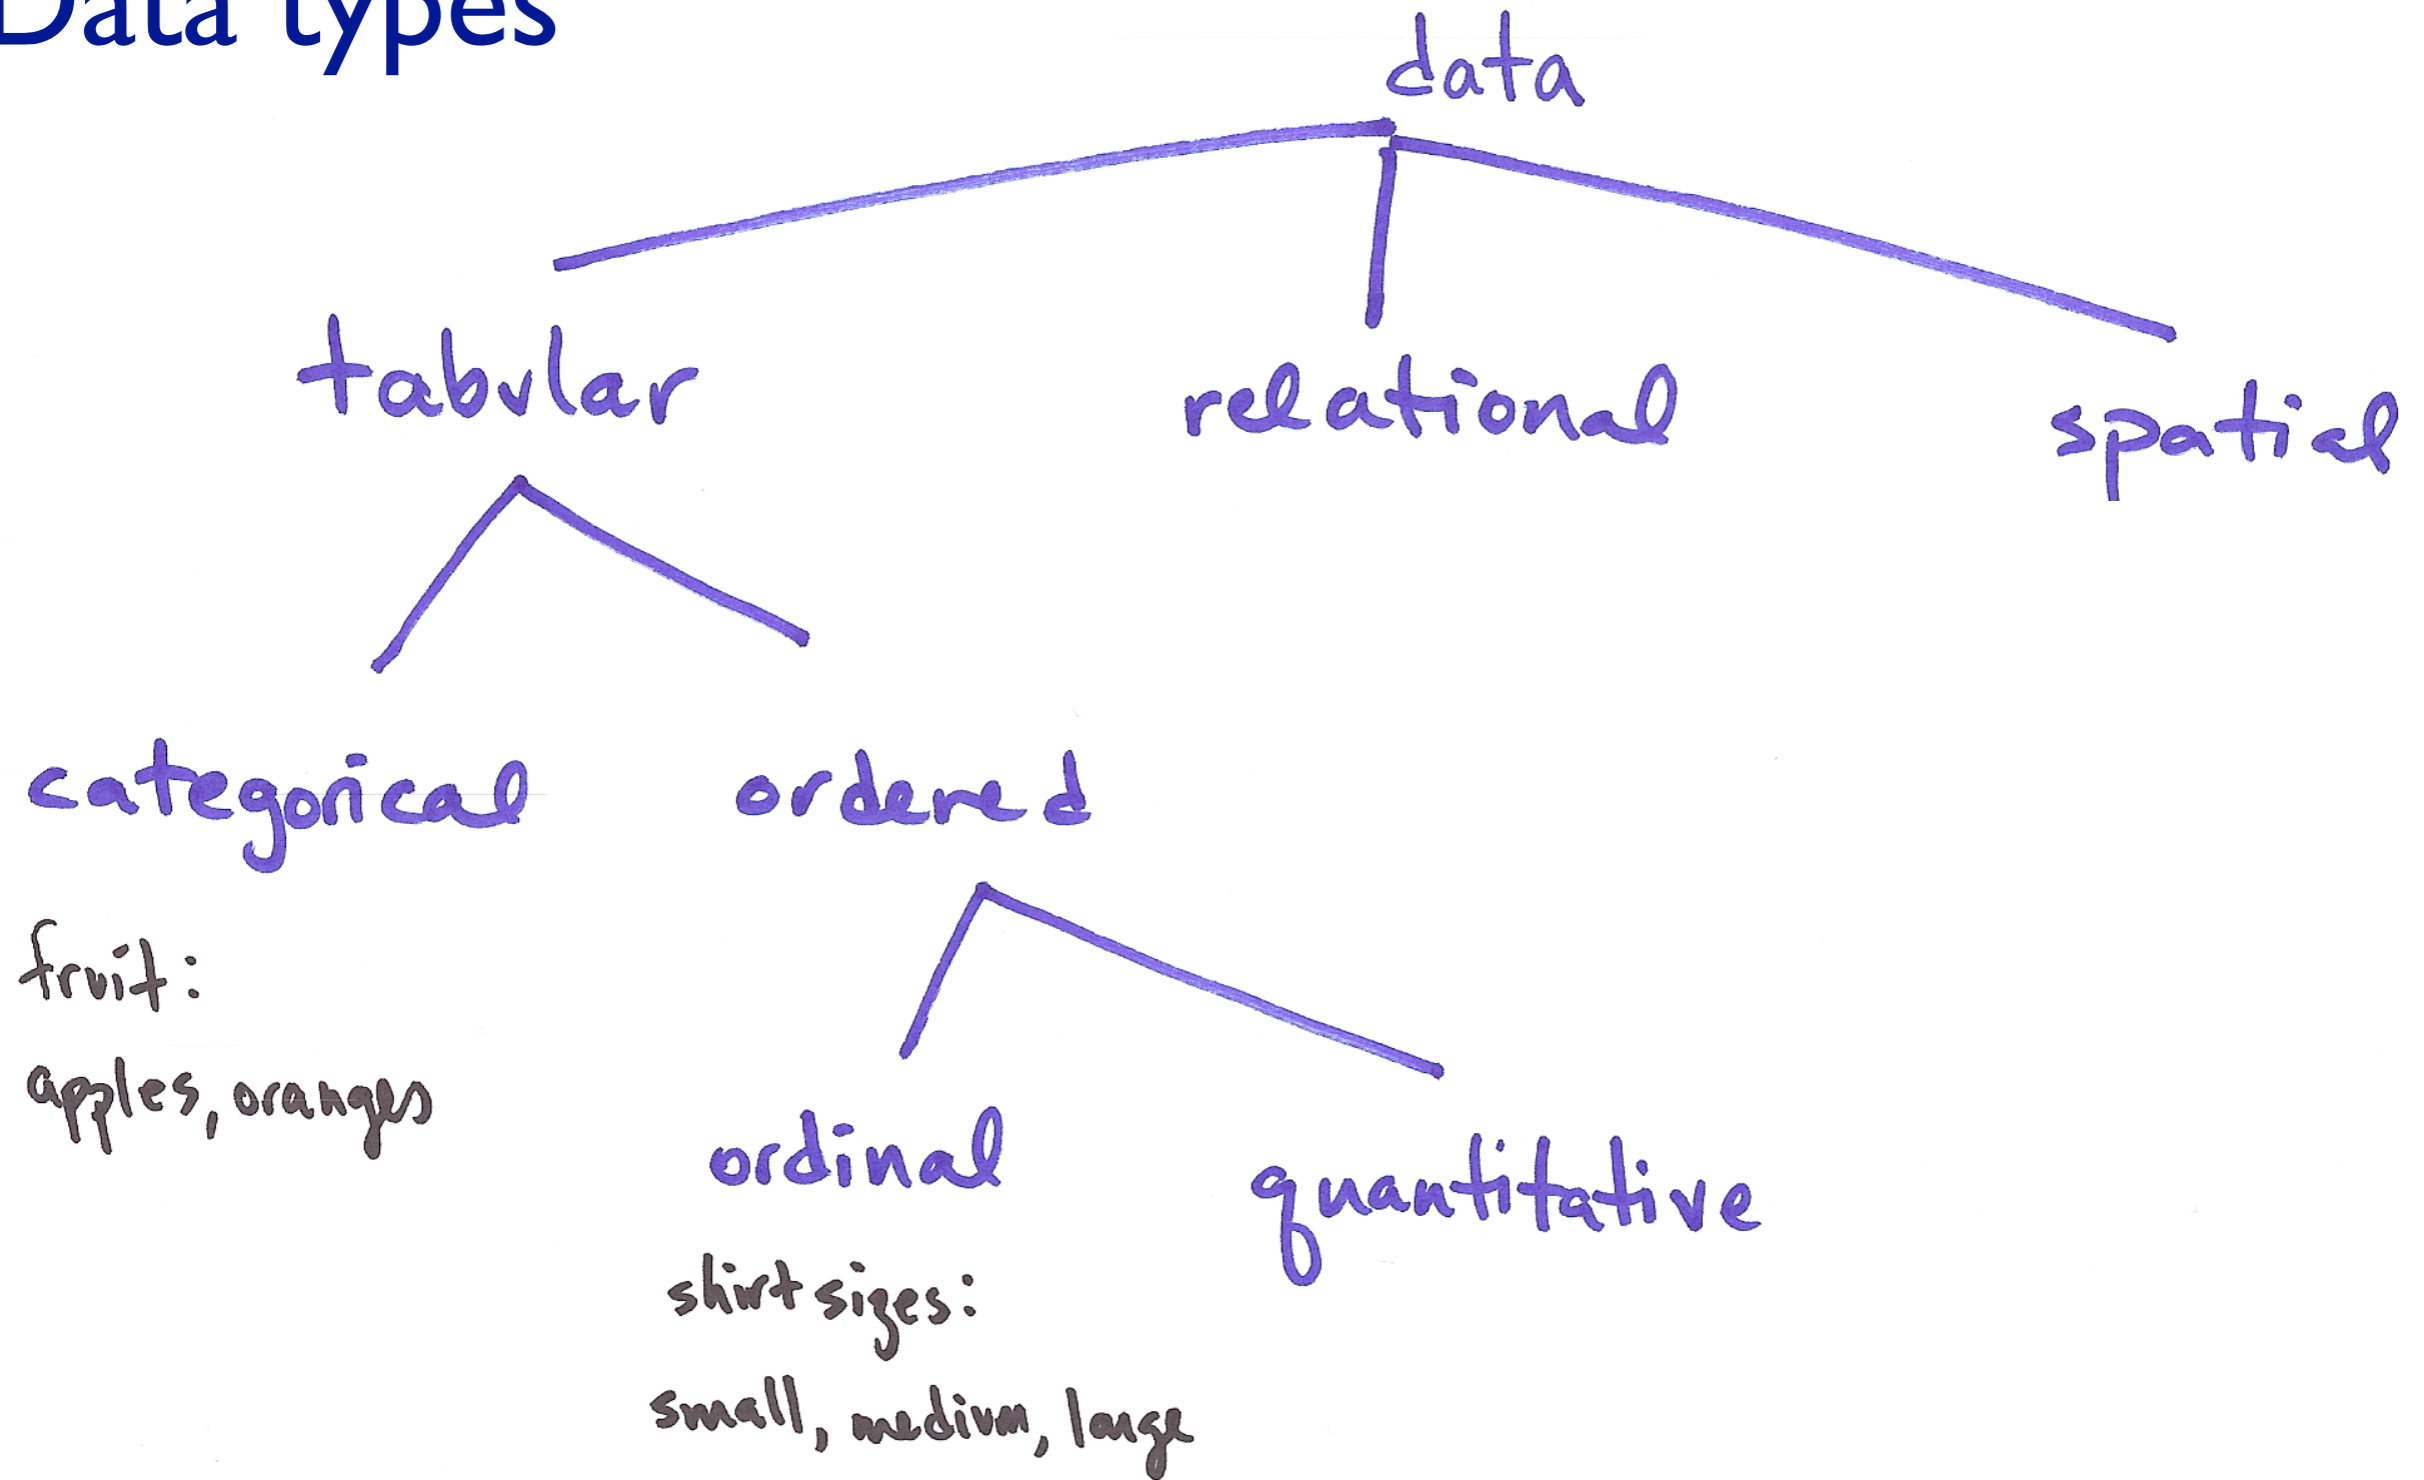 Data types
data
tabular
relational
spatial
categorical
ordered
fruit:
apples, oranges
ordinal
quantitative
shirt sizes:
small, medium, large